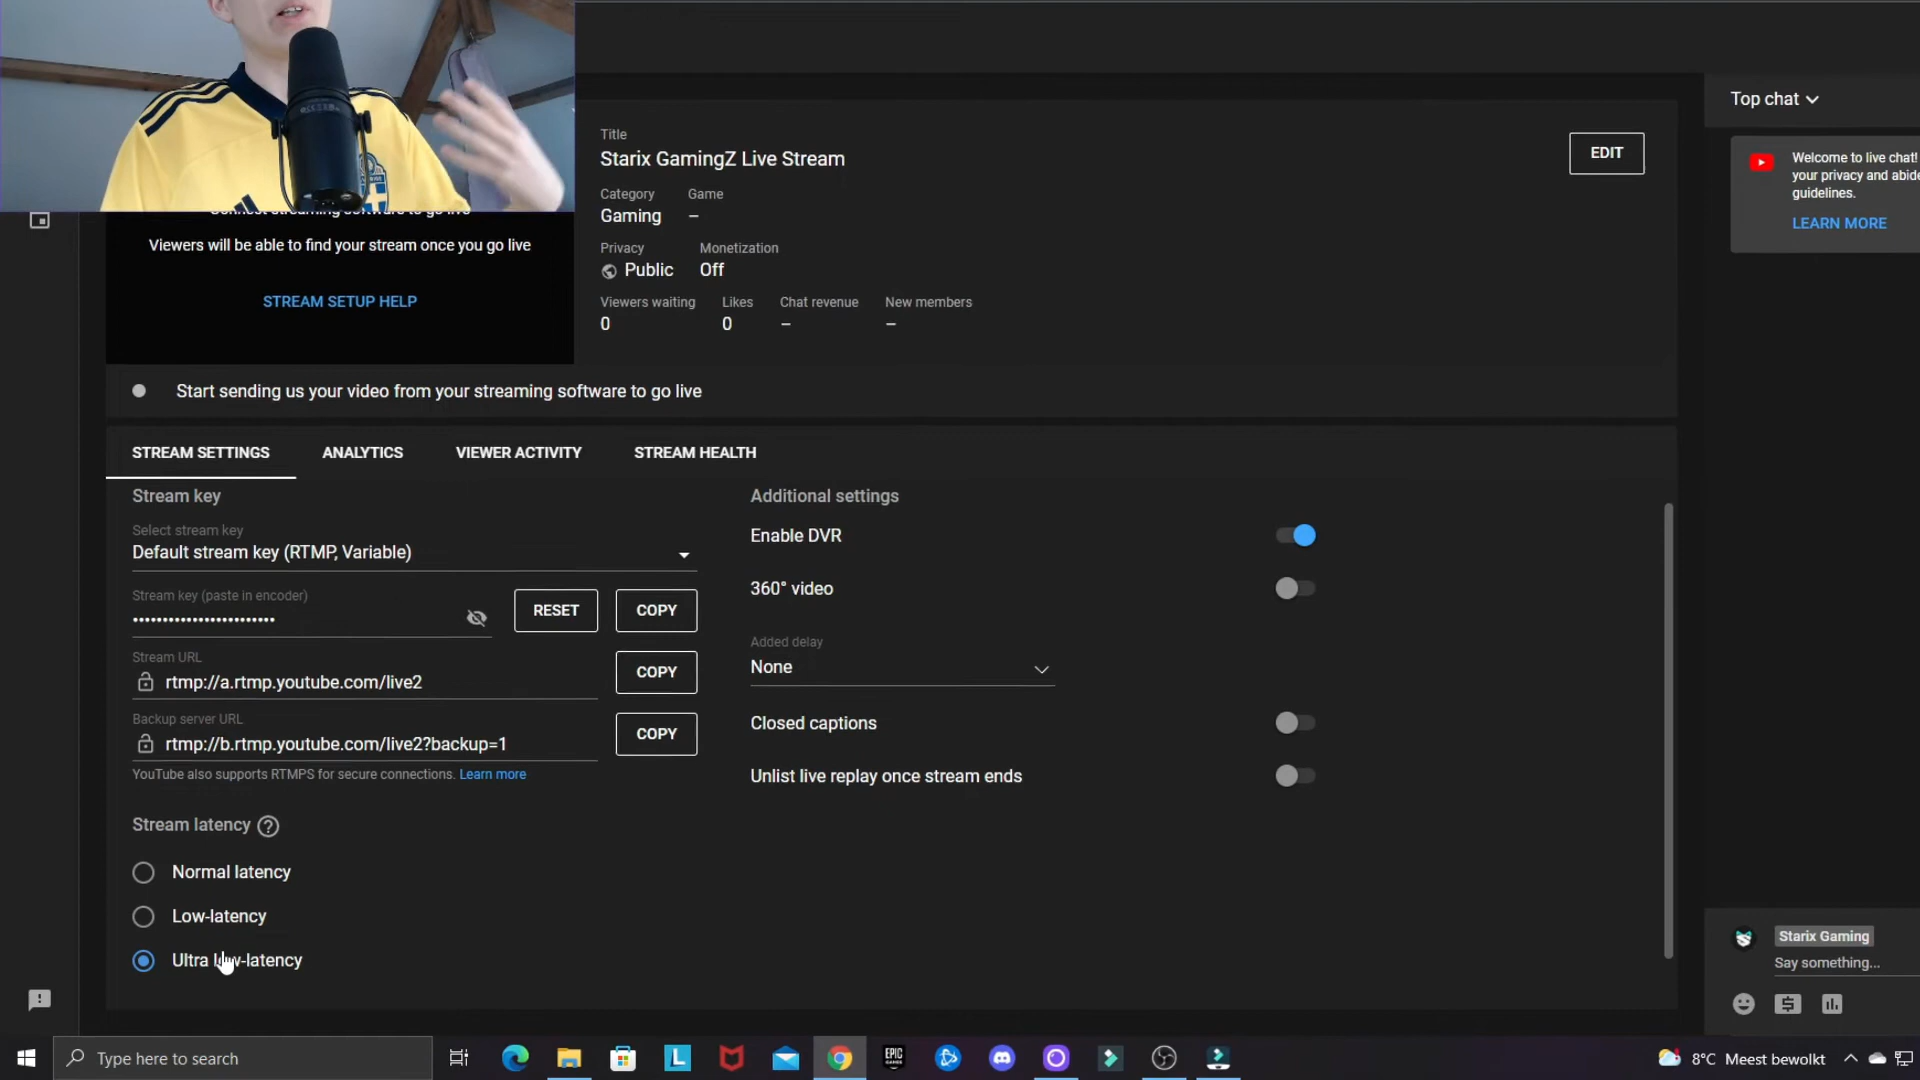 Viewers will be able to find your stream once you go live
STREAM SETUP HELP
Title
Starix GamingZ Live Stream
EDIT
Category Game
Gaming –
Privacy Monetization
Public Off
Viewers waiting Likes Chat revenue New members
0 0 – –
Top chat
Welcome to live chat!
your privacy and abide
guidelines.
LEARN MORE
Start sending us your video from your streaming software to go live
STREAM SETTINGS ANALYTICS VIEWER ACTIVITY STREAM HEALTH
Stream key
Select stream key
Default stream key (RTMP, Variable)
Stream key (paste in encoder)
•••••••••••••••••••••••• RESET COPY
Stream URL
rtmp://a.rtmp.youtube.com/live2 COPY
Backup server URL
rtmp://b.rtmp.youtube.com/live2?backup=1 COPY
YouTube also supports RTMPS for secure connections. Learn more
Stream latency ?
Normal latency
Low-latency
Ultra low-latency
Additional settings
Enable DVR
360° video
Added delay
None
Closed captions
Unlist live replay once stream ends
Starix Gaming
Say something...
Type here to search
L
EPIC
GAMES
8°C Meest bewolkt